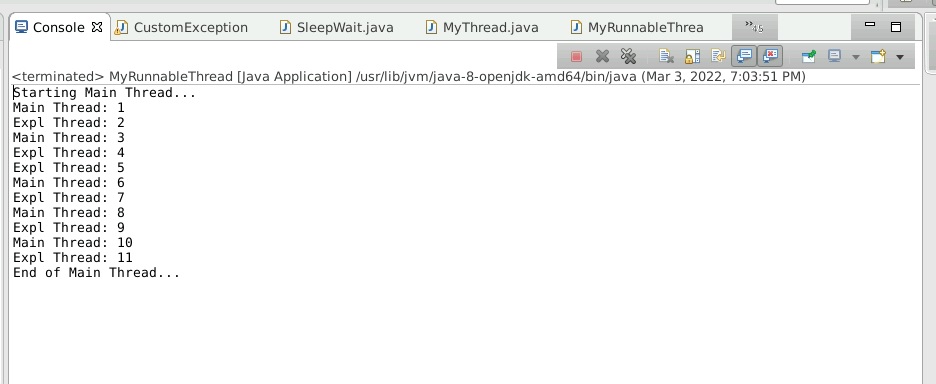 Console CustomException SleepWait.java MyThread.java MyRunnableThrea »45
<terminated> MyRunnableThread [Java Application] /usr/lib/jvm/java-8-openjdk-amd64/bin/java (Mar 3, 2022, 7:03:51 PM)
Starting Main Thread...
Main Thread: 1
Expl Thread: 2
Main Thread: 3
Expl Thread: 4
Expl Thread: 5
Main Thread: 6
Expl Thread: 7
Main Thread: 8
Expl Thread: 9
Main Thread: 10
Expl Thread: 11
End of Main Thread...